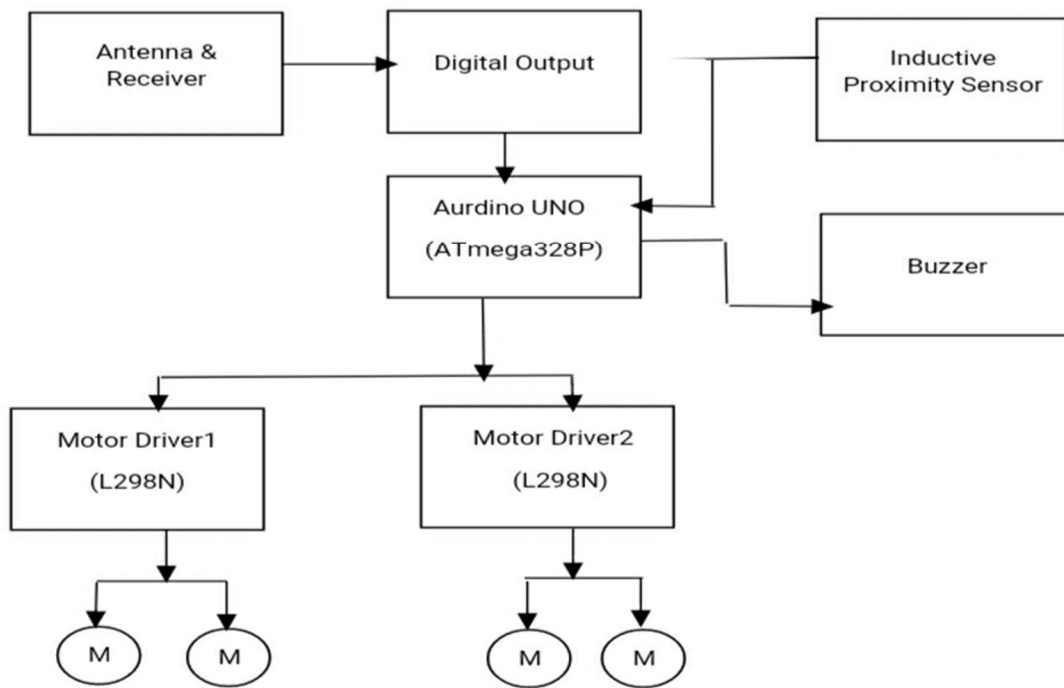 Antenna &
Receiver
Digital Output
Inductive
Proximity Sensor
Aurdino UNO
(ATmega328P)
Buzzer
Motor Driver1
(L298N)
Motor Driver2
(L298N)
M
M
M
M